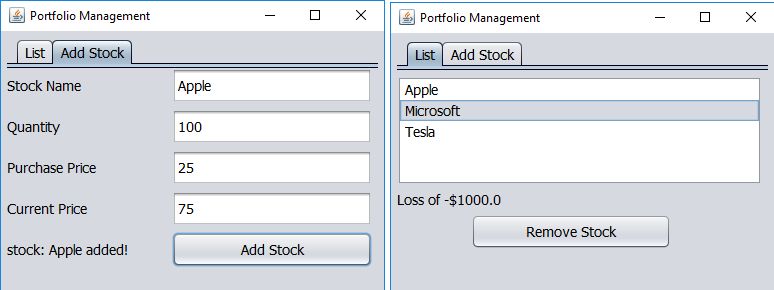 Portfolio Management
List Add Stock
Stock Name Apple
Quantity 100
Purchase Price 25
Current Price 75
stock: Apple added! Add Stock
Portfolio Management
List Add Stock
Apple
Microsoft
Tesla
Loss of -$1000.0
Remove Stock